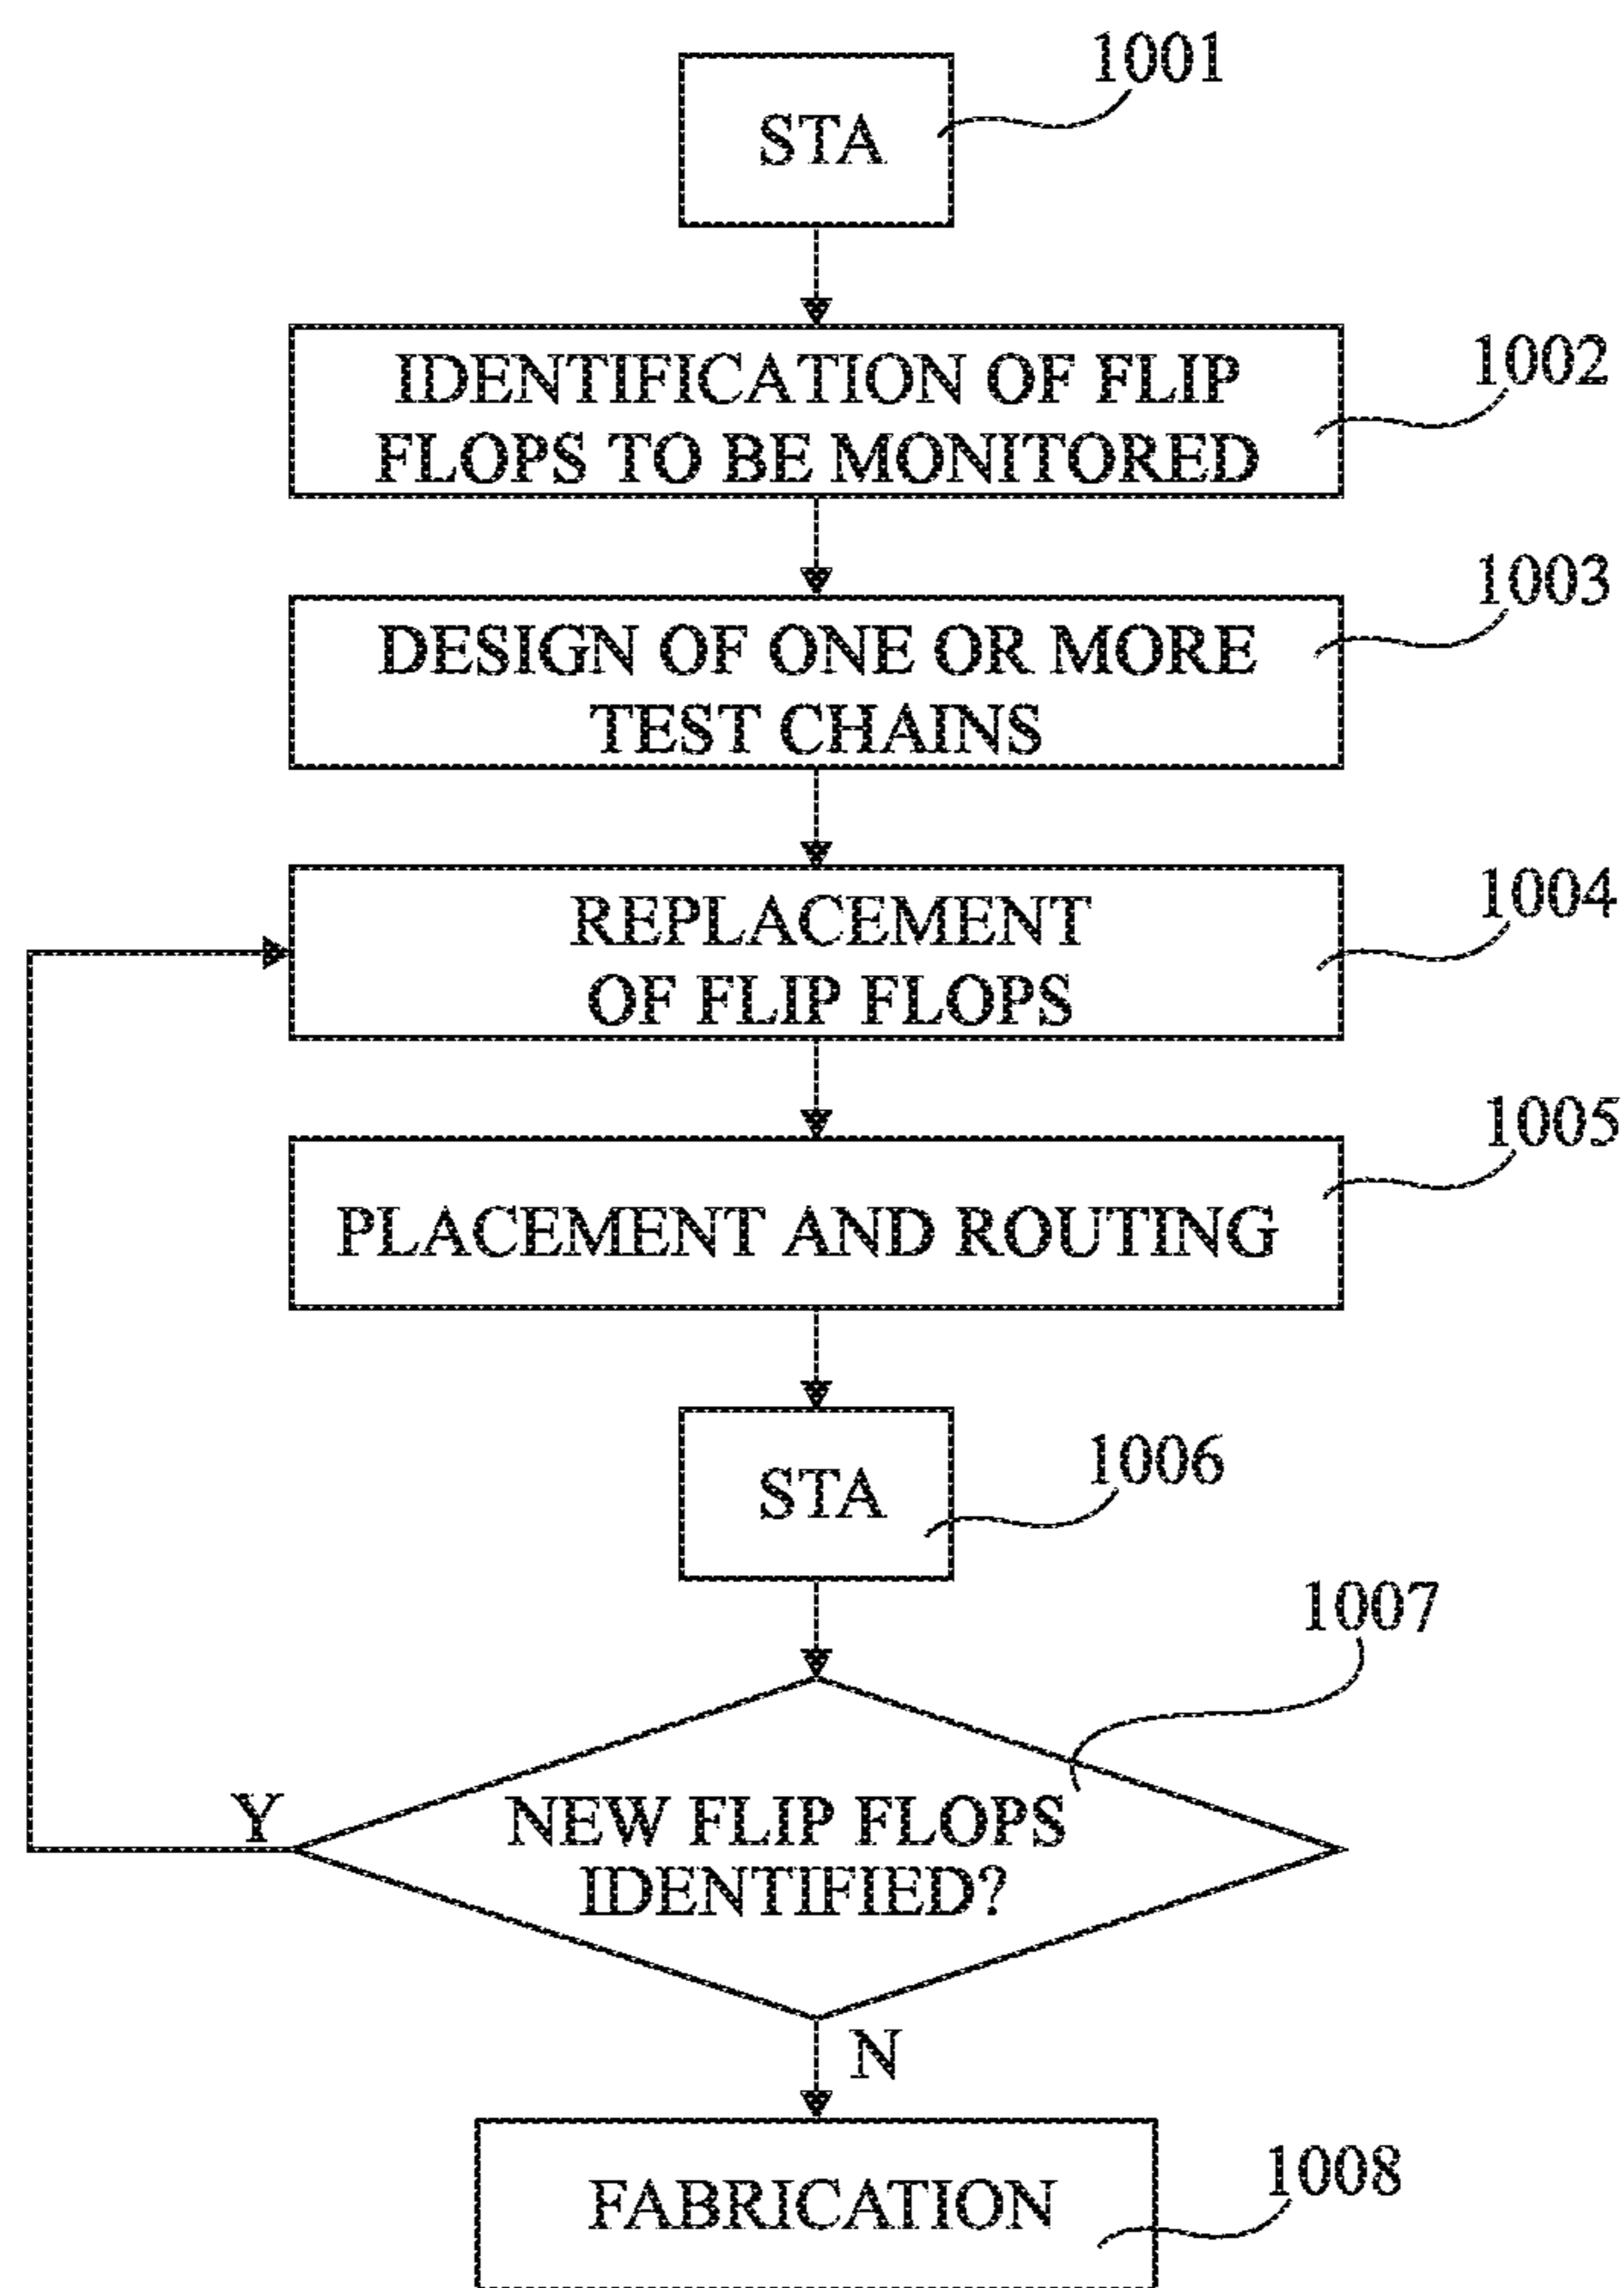 1001
STA
1002
IDENTIFICATION OF FLIP
FLOPS TO BE MONITORED
1003
DESIGN OF ONE OR MORE
TEST CHAINS
1004
REPLACEMENT
OF FLIP FLOPS
1005
PLACEMENT AND ROUTING
1006
STA
1007
NEW FLIP FLOPS
IDENTIFIED?
Y
N
1008
FABRICATION